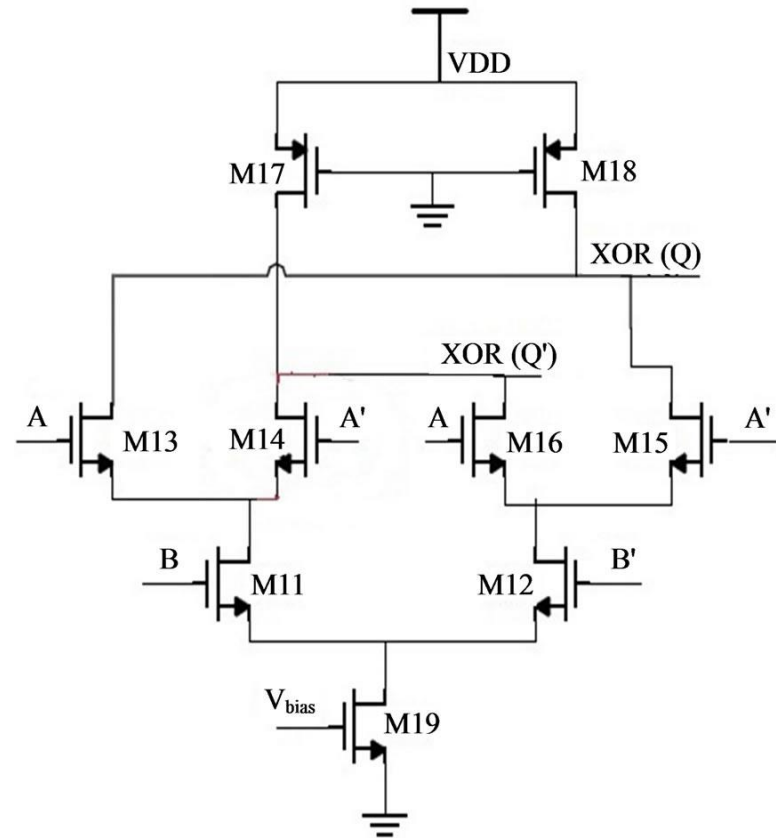 VDD
M17
M18
XOR (Q)
XOR (Q')
A
M13
M14
A'
A
M16
M15
A'
B
M11
M12
B'
Vbias
M19